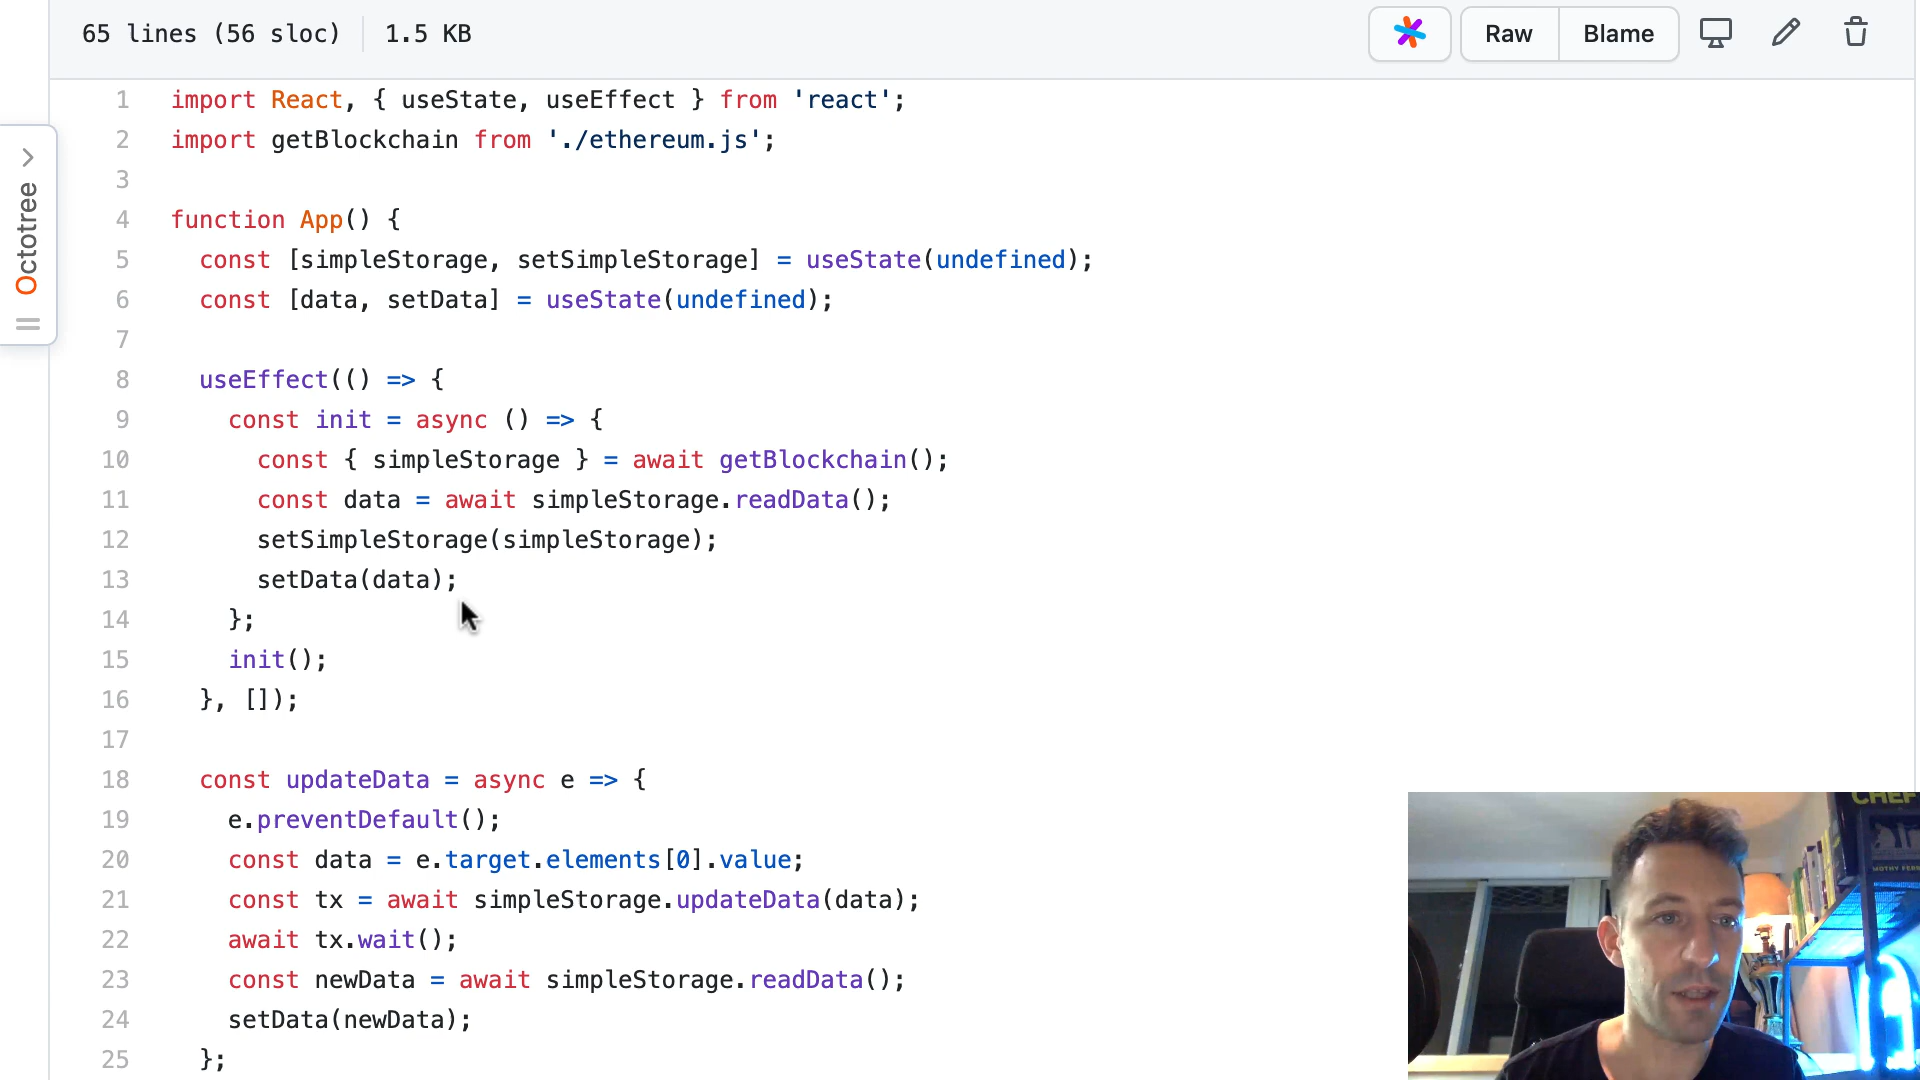 65 lines (56 sloc) 1.5 KB
Raw Blame
Octotree
1 import React, { useState, useEffect } from 'react';
2 import getBlockchain from './ethereum.js';
3
4 function App() {
5 const [simpleStorage, setSimpleStorage] = useState(undefined);
6 const [data, setData] = useState(undefined);
7
8 useEffect(() => {
9 const init = async () => {
10 const { simpleStorage } = await getBlockchain();
11 const data = await simpleStorage.readData();
12 setSimpleStorage(simpleStorage);
13 setData(data);
14 };
15 init();
16 }, []);
17
18 const updateData = async e => {
19 e.preventDefault();
20 const data = e.target.elements[0].value;
21 const tx = await simpleStorage.updateData(data);
22 await tx.wait();
23 const newData = await simpleStorage.readData();
24 setData(newData);
25 };
CHEF